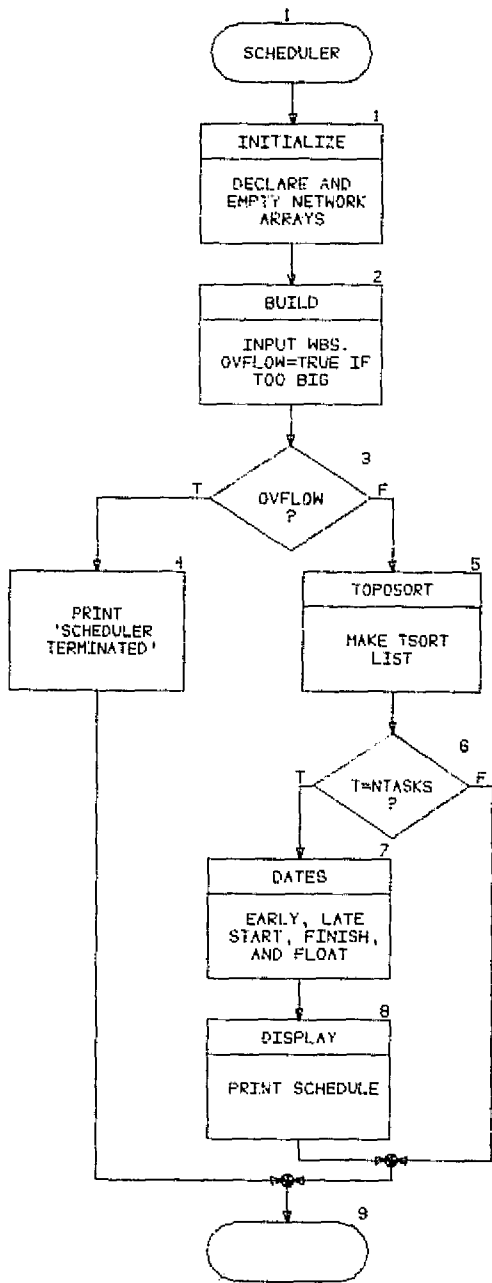 1
SCHEDULER
1
INITIALIZE
DECLARE AND
EMPTY NETWORK
ARRAYS
2
BUILD
INPUT WBS.
OVFLOW=TRUE IF
TOO BIG
3
T
OVFLOW
?
F
4
PRINT
'SCHEDULER
TERMINATED'
5
TOPOSORT
MAKE TSORT
LIST
6
T
T=NTASKS
?
F
7
DATES
EARLY, LATE
START, FINISH,
AND FLOAT
8
DISPLAY
PRINT SCHEDULE
9